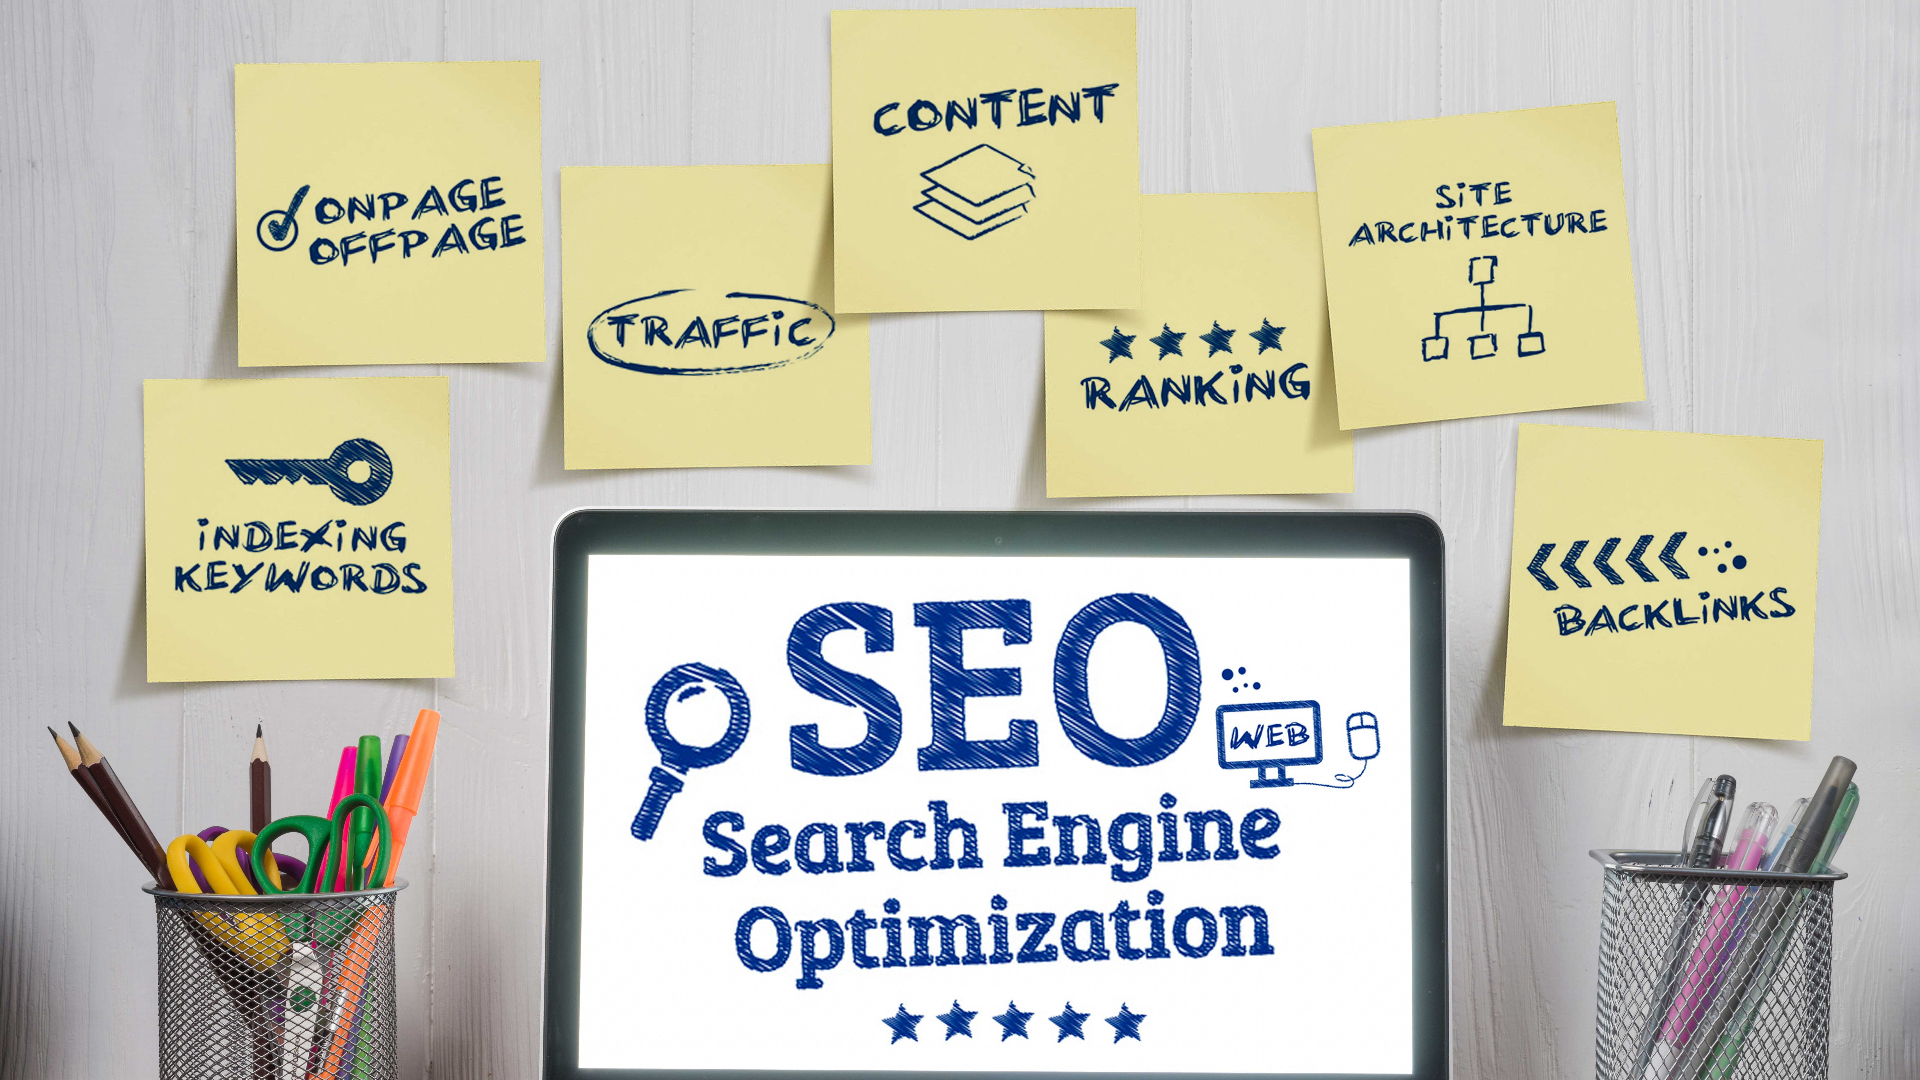 ONPAGE
OFFPAGE
TRAFFiC
CONTENT
RANKiNG
SiTE
ARCHiTECTURE
iNDEXiNG
KEYWORDS
BACKLiNKS
SEO
WEB
Search Engine
Optimization